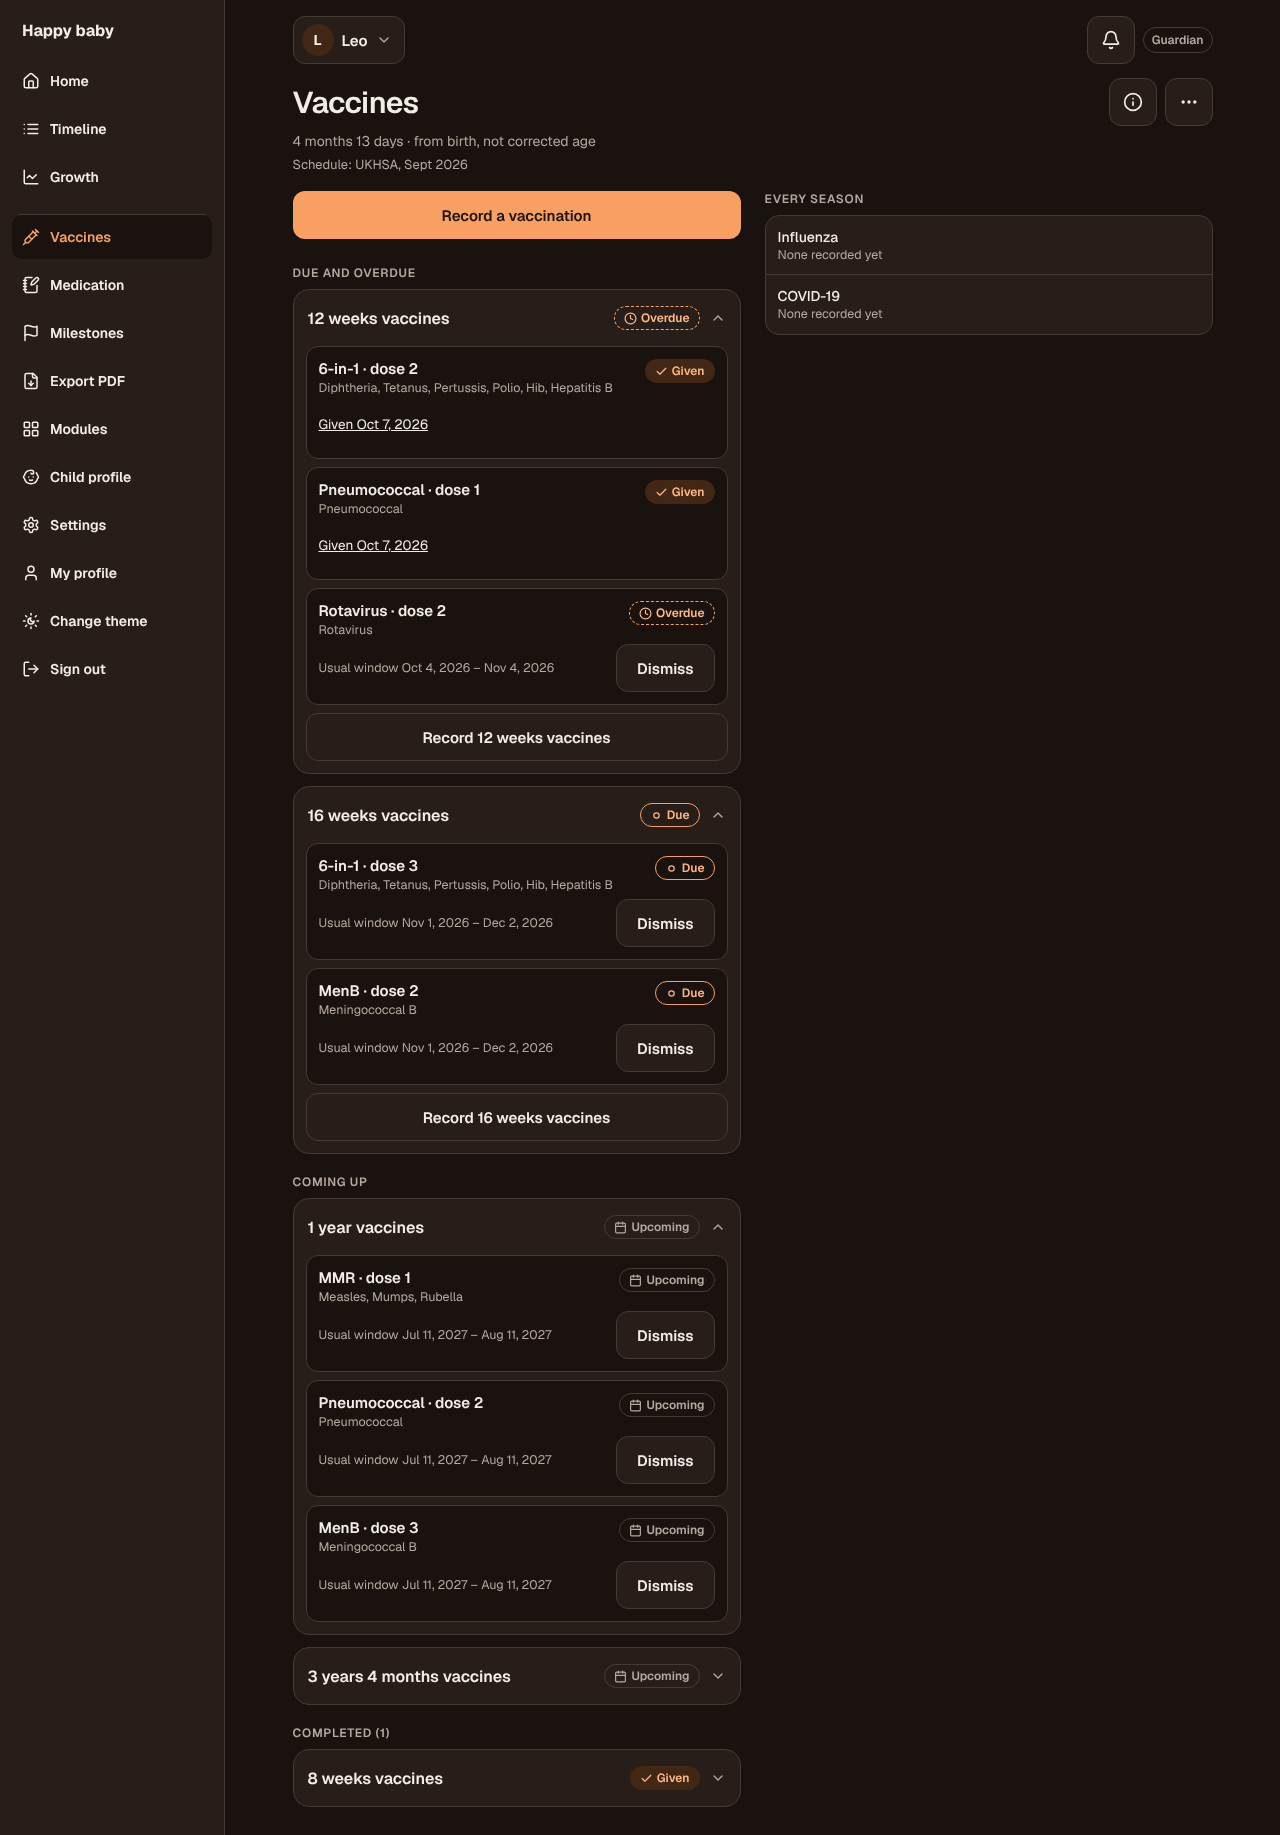 Happy baby
Home
Timeline
Growth
Vaccines
Medication
Milestones
Export PDF
Modules
Child profile
Settings
My profile
Change theme
Sign out
L Leo
Guardian
Vaccines
4 months 13 days · from birth, not corrected age
Schedule: UKHSA, Sept 2026
Record a vaccination
DUE AND OVERDUE
12 weeks vaccines Overdue
6-in-1 · dose 2 Given
Diphtheria, Tetanus, Pertussis, Polio, Hib, Hepatitis B
Given Oct 7, 2026
Pneumococcal · dose 1 Given
Pneumococcal
Given Oct 7, 2026
Rotavirus · dose 2 Overdue
Rotavirus
Usual window Oct 4, 2026 – Nov 4, 2026 Dismiss
Record 12 weeks vaccines
16 weeks vaccines Due
6-in-1 · dose 3 Due
Diphtheria, Tetanus, Pertussis, Polio, Hib, Hepatitis B
Usual window Nov 1, 2026 – Dec 2, 2026 Dismiss
MenB · dose 2 Due
Meningococcal B
Usual window Nov 1, 2026 – Dec 2, 2026 Dismiss
Record 16 weeks vaccines
COMING UP
1 year vaccines Upcoming
MMR · dose 1 Upcoming
Measles, Mumps, Rubella
Usual window Jul 11, 2027 – Aug 11, 2027 Dismiss
Pneumococcal · dose 2 Upcoming
Pneumococcal
Usual window Jul 11, 2027 – Aug 11, 2027 Dismiss
MenB · dose 3 Upcoming
Meningococcal B
Usual window Jul 11, 2027 – Aug 11, 2027 Dismiss
3 years 4 months vaccines Upcoming
COMPLETED (1)
8 weeks vaccines Given
EVERY SEASON
Influenza
None recorded yet
COVID-19
None recorded yet